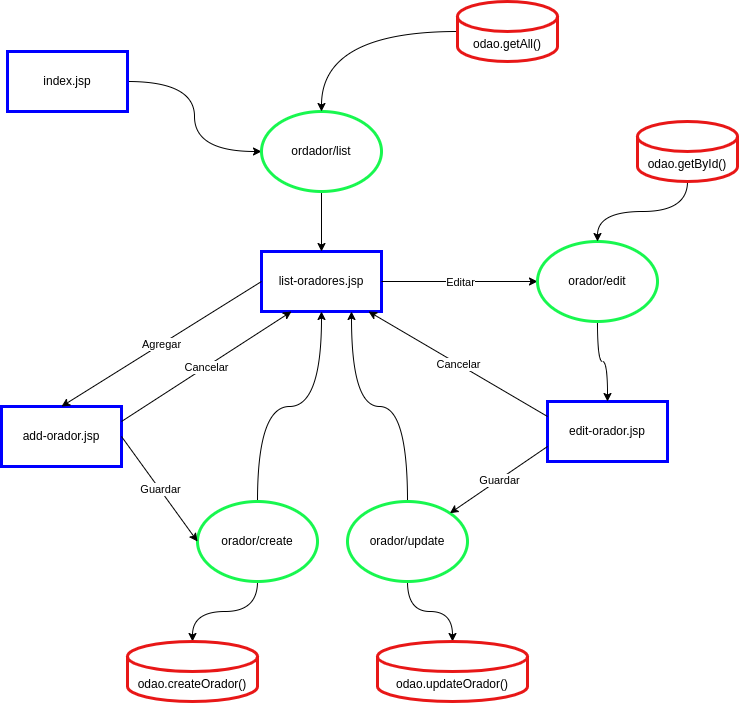 odao.getAll()
index.jsp
ordador/list
odao.getById()
list-oradores.jsp
Editar
orador/edit
Agregar
Cancelar
Cancelar
add-orador.jsp
edit-orador.jsp
Guardar
Guardar
orador/create
orador/update
odao.createOrador()
odao.updateOrador()